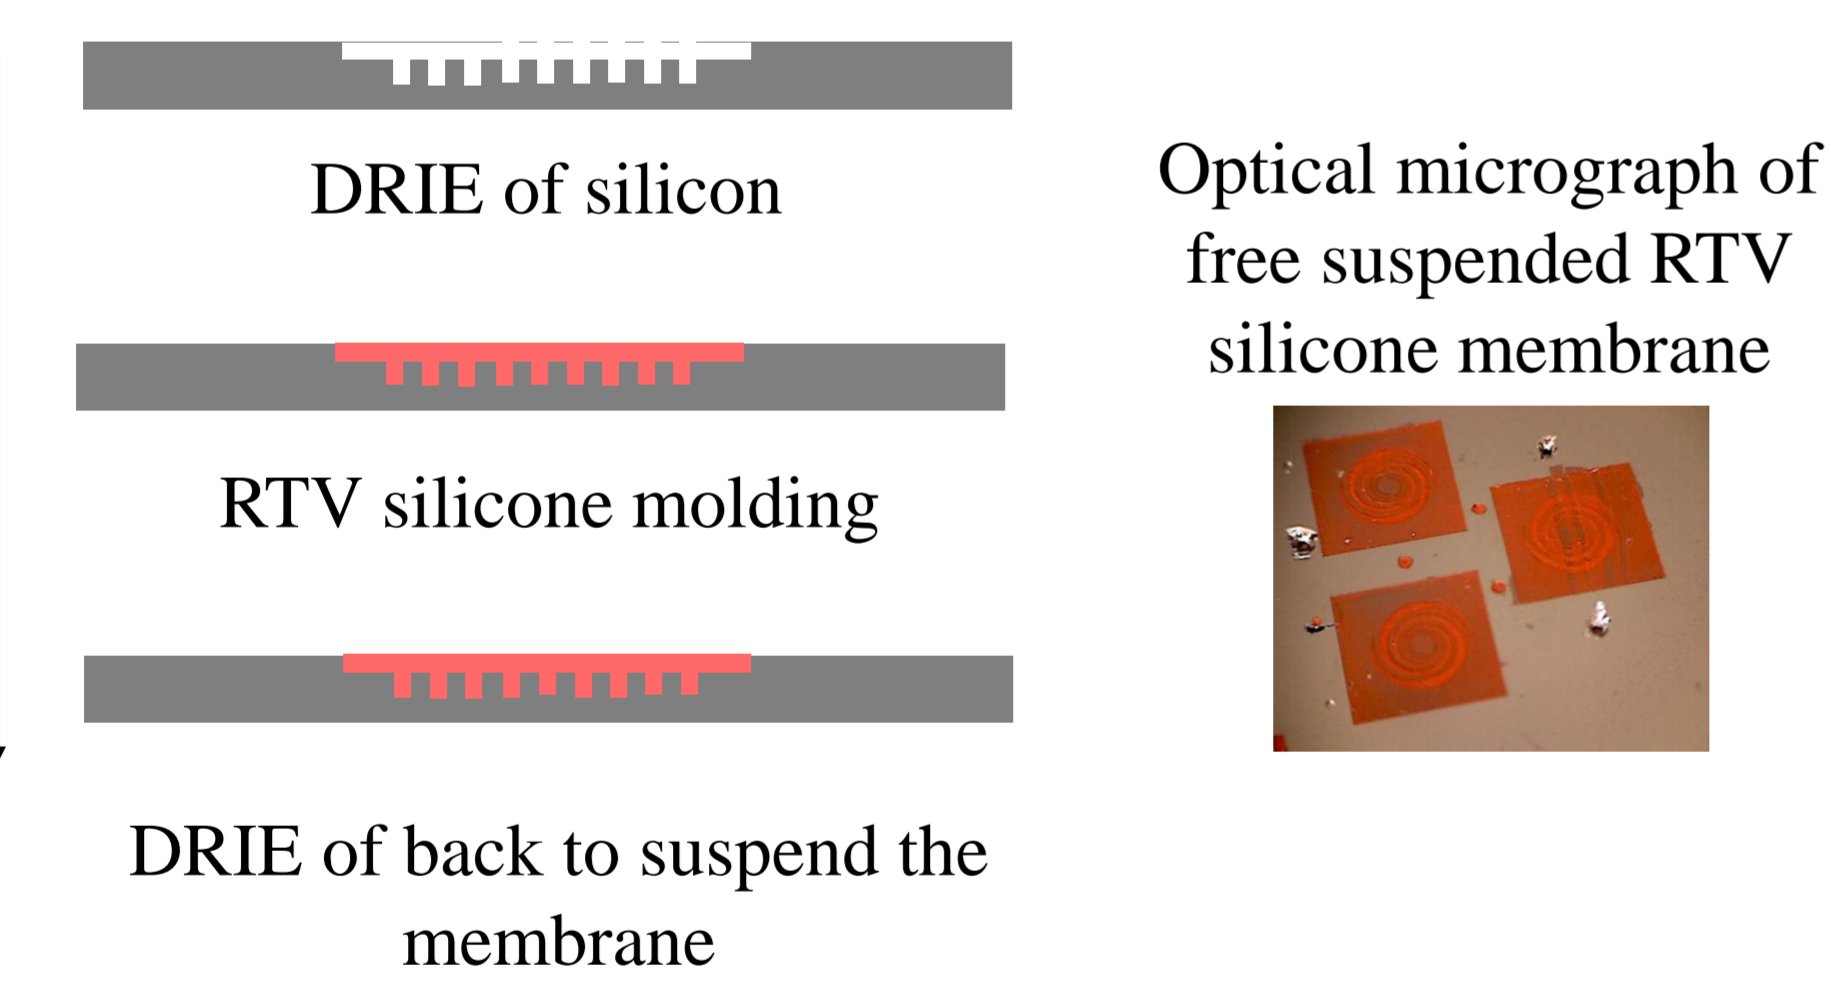 DRIE of silicon
RTV silicone molding
DRIE of back to suspend the
membrane
Optical micrograph of
free suspended RTV
silicone membrane